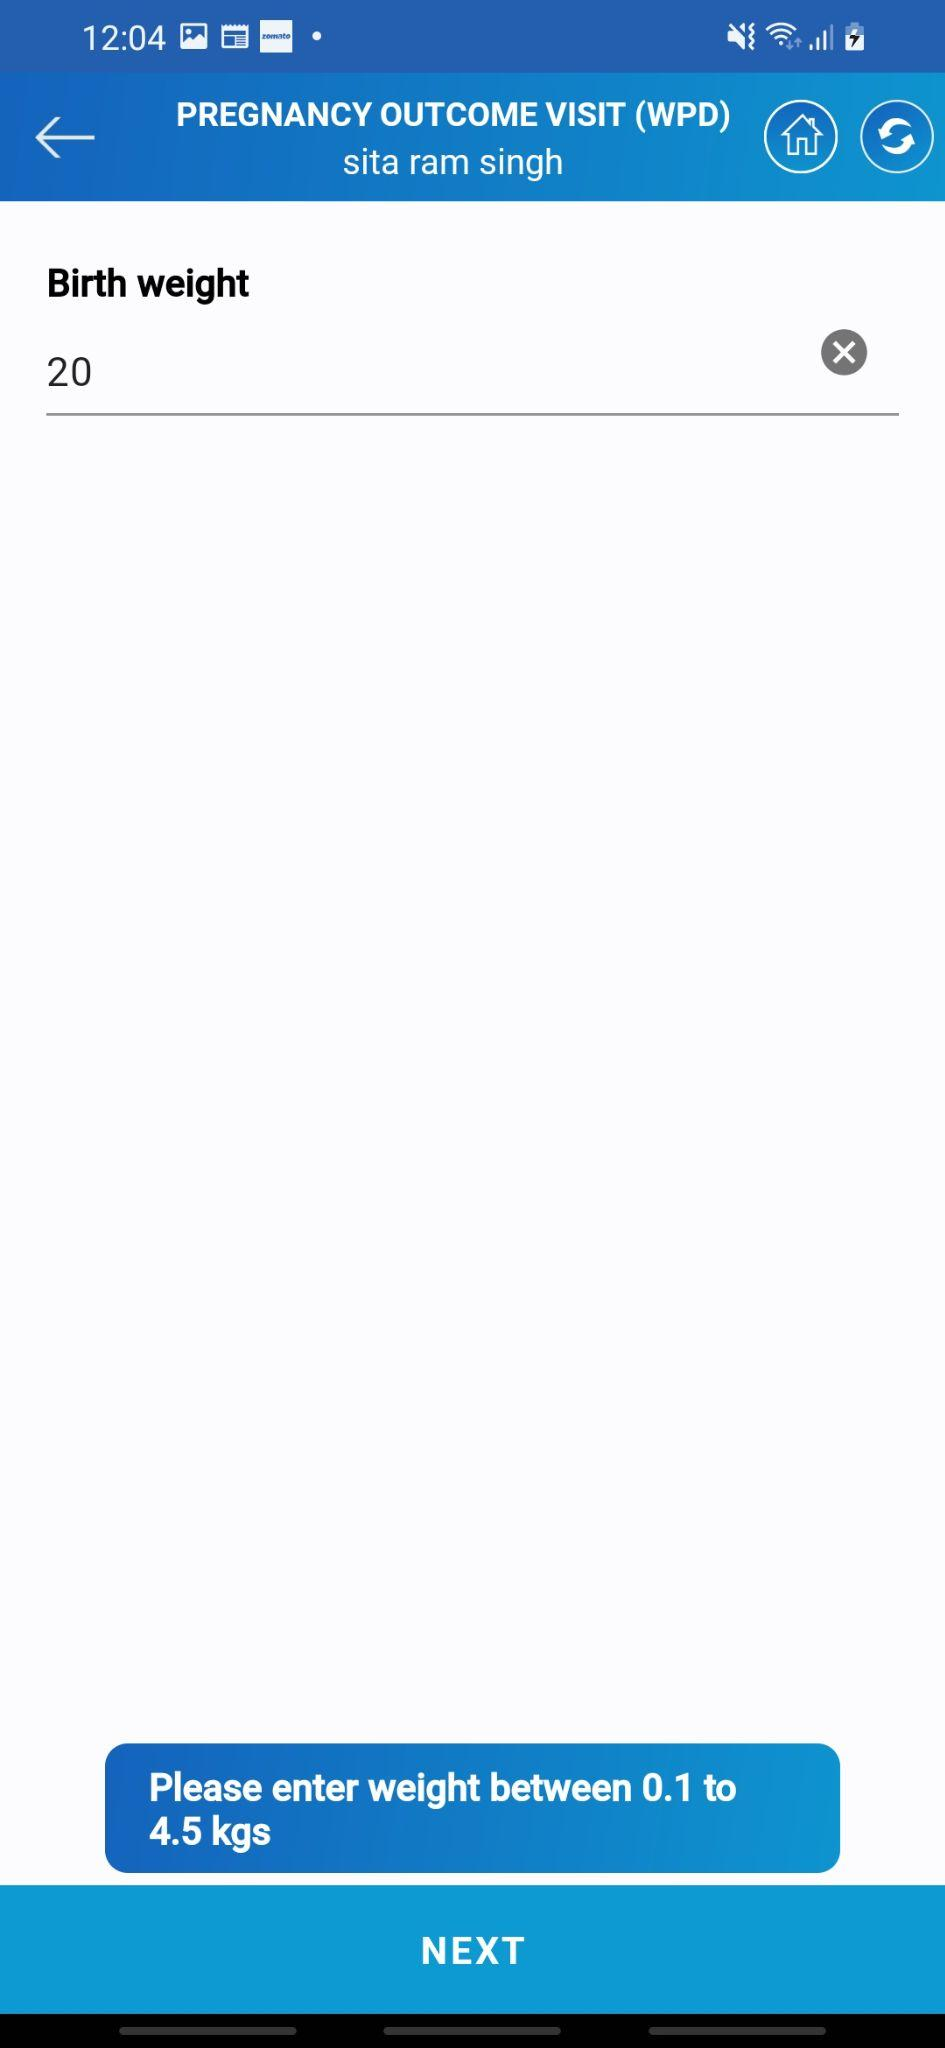 12:04
zomato
PREGNANCY OUTCOME VISIT (WPD)
sita ram singh
Birth weight
20
Please enter weight between 0.1 to
4.5 kgs
NEXT